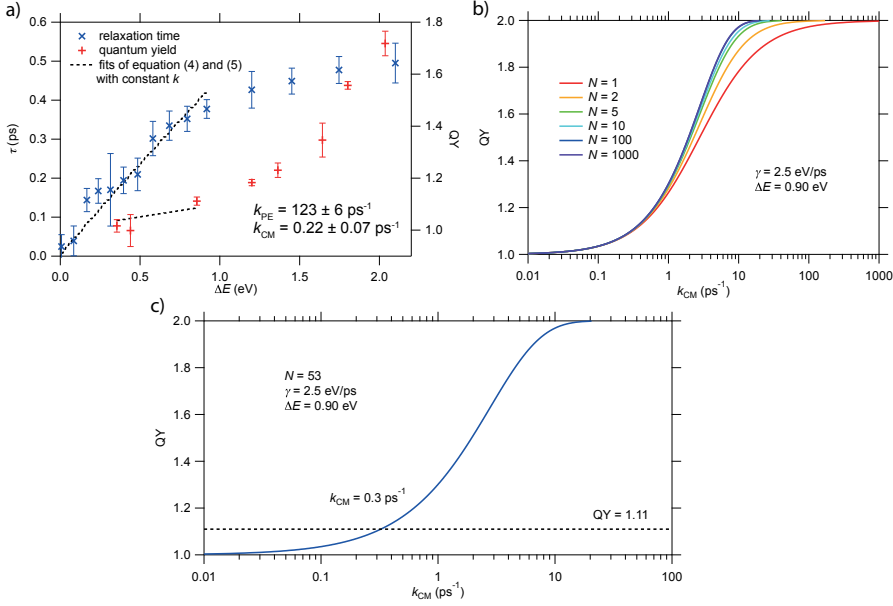 a)
0.6
0.5
0.4
0.3
0.2
0.1
0.0
τ (ps)
relaxation time
quantum yield
fits of equation (4) and (5)
with constant k
1.8
1.6
1.4
1.2
1.0
QY
k_PE = 123 ± 6 ps⁻¹
k_CM = 0.22 ± 0.07 ps⁻¹
0.0 0.5 1.0 1.5 2.0
ΔE (eV)
b)
2.0
1.8
1.6
1.4
1.2
1.0
QY
N = 1
N = 2
N = 5
N = 10
N = 100
N = 1000
γ = 2.5 eV/ps
ΔE = 0.90 eV
0.01 0.1 1 10 100 1000
k_CM (ps⁻¹)
c)
2.0
1.8
1.6
1.4
1.2
1.0
QY
N = 53
γ = 2.5 eV/ps
ΔE = 0.90 eV
k_CM = 0.3 ps⁻¹
QY = 1.11
0.01 0.1 1 10 100
k_CM (ps⁻¹)